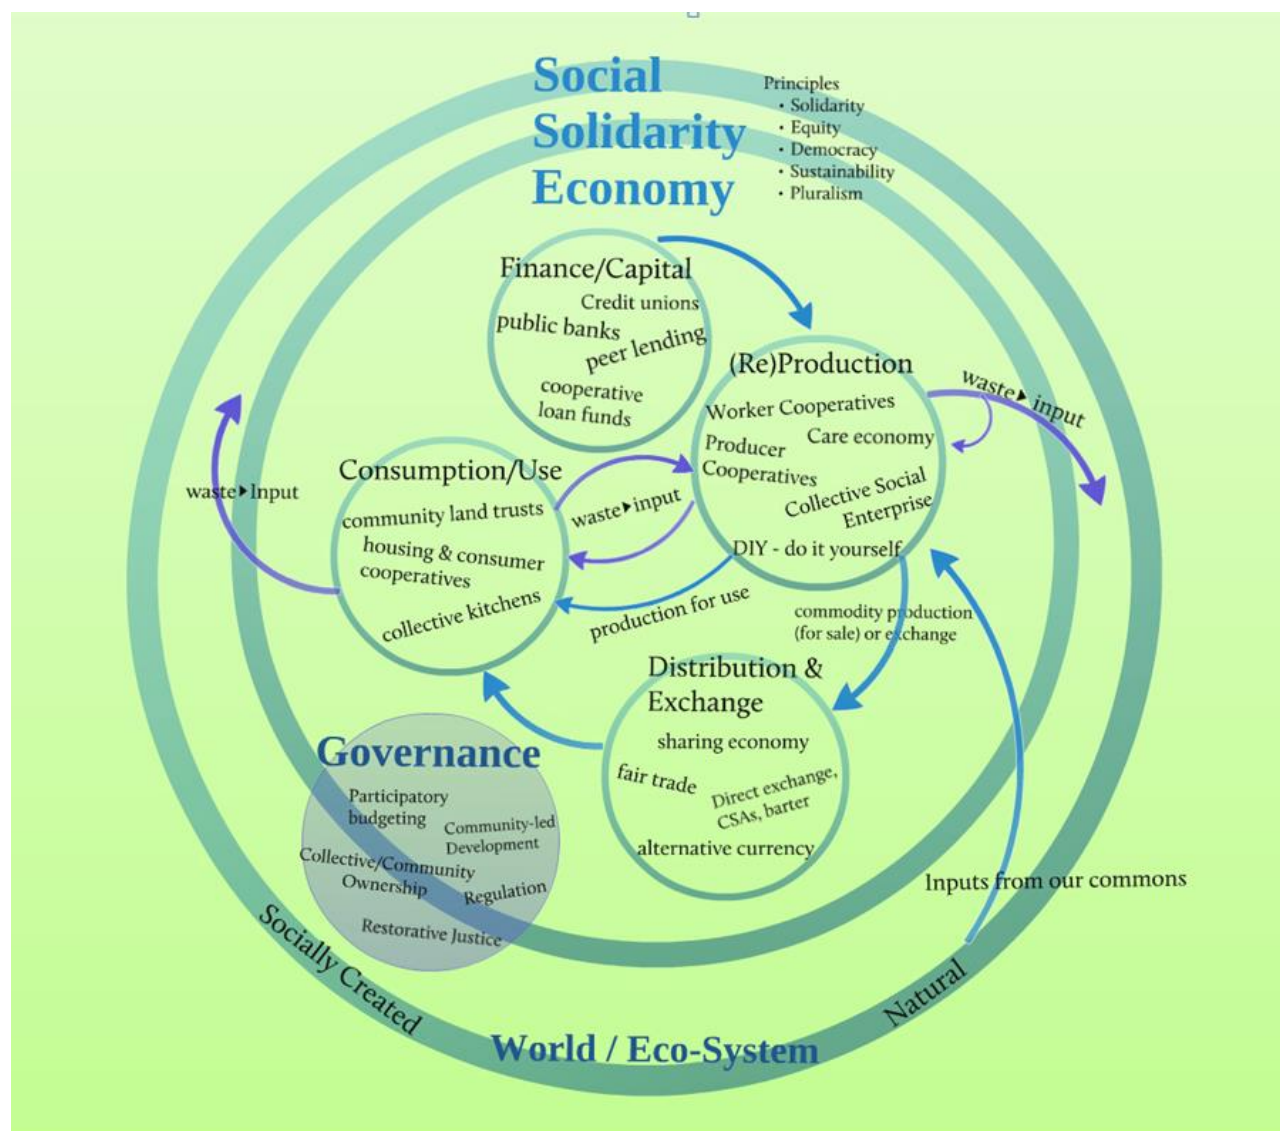 Social
Solidarity
Economy
Principles
• Solidarity
• Equity
• Democracy
• Sustainability
• Pluralism
Finance/Capital
Credit unions
public banks
peer lending
cooperative
loan funds
(Re)Production
Worker Cooperatives
Care economy
Producer
Cooperatives
Collective Social
Enterprise
DIY - do it yourself
waste▶input
Consumption/Use
community land trusts
housing & consumer
cooperatives
collective kitchens
waste▶Input
waste▶input
production for use
commodity production
(for sale) or exchange
Distribution &
Exchange
sharing economy
fair trade
Direct exchange,
CSAs, barter
alternative currency
Governance
Participatory
budgeting
Community-led
Development
Collective/Community
Ownership
Regulation
Restorative Justice
Inputs from our commons
Socially Created
Natural
World / Eco-System